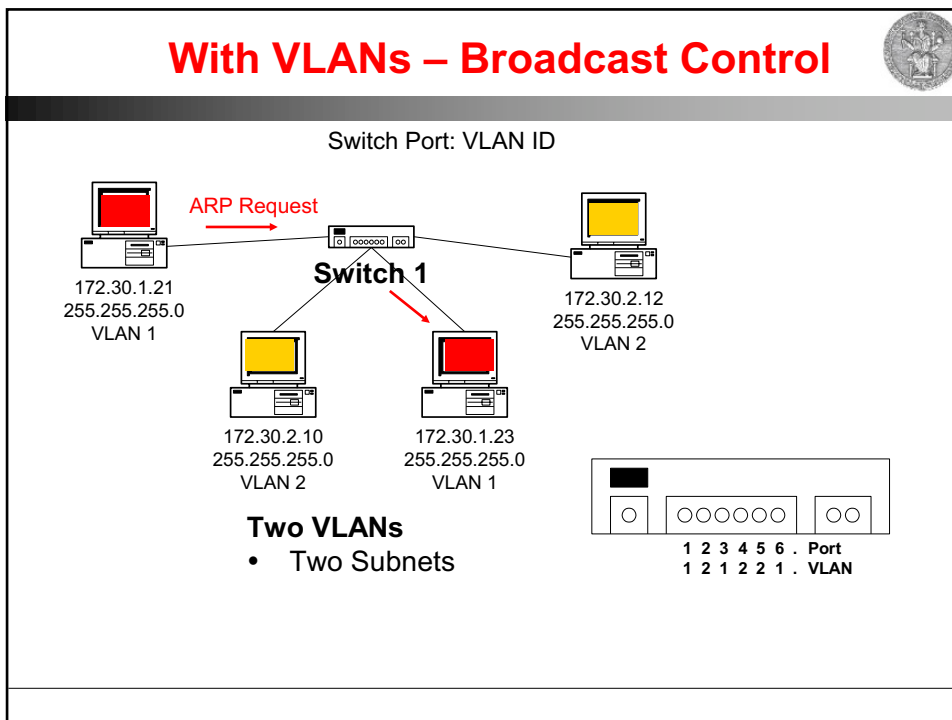 With VLANs – Broadcast Control
Switch Port: VLAN ID
ARP Request
Switch 1
172.30.1.21
255.255.255.0
VLAN 1
172.30.2.12
255.255.255.0
VLAN 2
172.30.2.10
255.255.255.0
VLAN 2
172.30.1.23
255.255.255.0
VLAN 1
Two VLANs
• Two Subnets
1 2 3 4 5 6 . Port
1 2 1 2 2 1 . VLAN